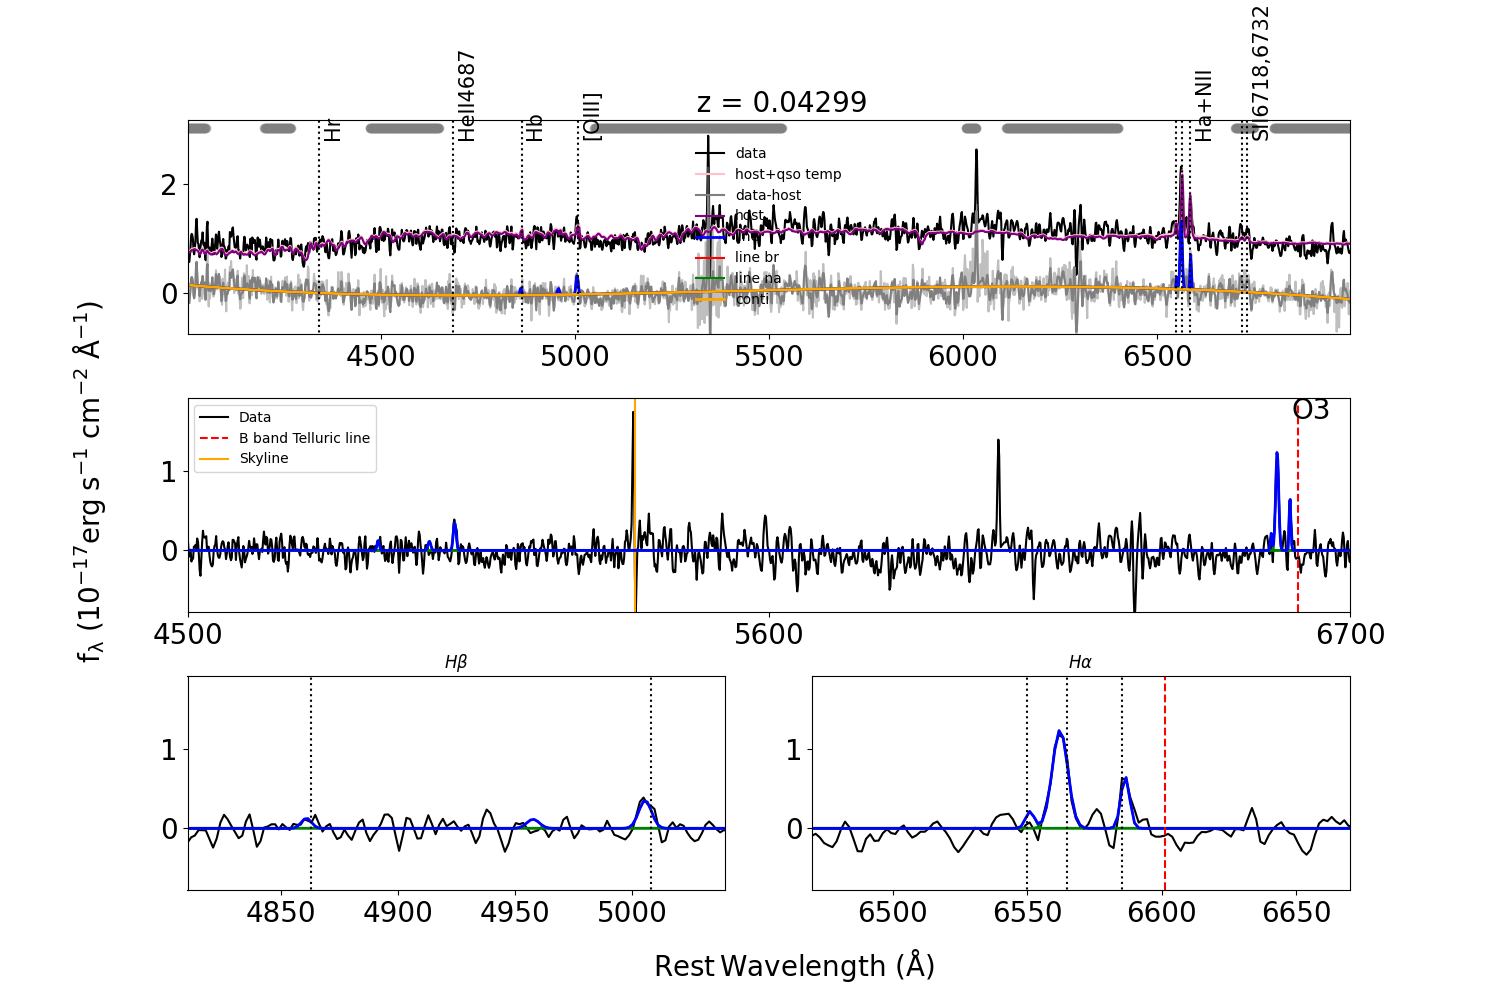 Hr
HeII4687
Hb
[OIII]
Ha+NII
SII6718,6732
z = 0.04299
data
host+qso temp
data-host
host
line br
line na
conti
2
0
4500 5000 5500 6000 6500
fλ (10⁻¹⁷erg s⁻¹ cm⁻² Å⁻¹)
Data
B band Telluric line
Skyline
O3
1
0
4500 5600 6700
Hβ
Hα
1
0
4850 4900 4950 5000
1
0
6500 6550 6600 6650
Rest Wavelength (Å)